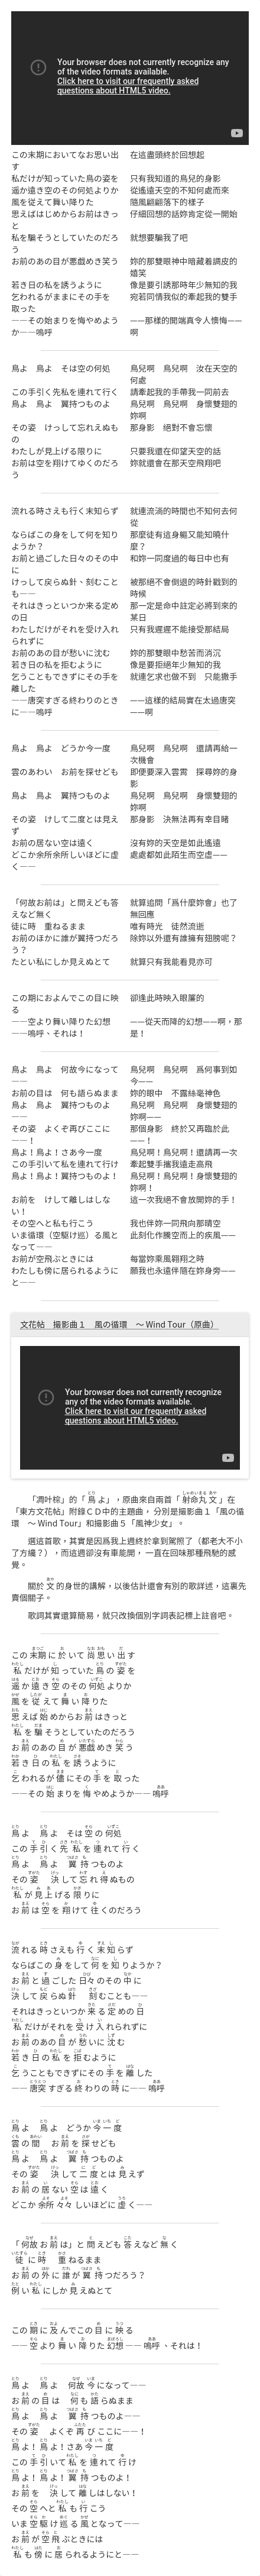 Your browser does not currently recognize any of the video formats available.
Click here to visit our frequently asked questions about HTML5 video.
YouTube
この末期においてなお思い出す
在這盡頭終於回想起
私だけが知っていた鳥の姿を
只有我知道的鳥兒的身影
遥か遠き空のその何処よりか
從遙遠天空的不知何處而來
風を従えて舞い降りた
隨風翩翩落下的樣子
思えばはじめからお前はきっと
仔細回想的話妳肯定從一開始
私を騙そうとしていたのだろう
就想要騙我了吧
お前のあの目が悪戯めき笑う
妳的那雙眼神中暗藏着調皮的嬉笑
若き日の私を誘うように
像是要引誘那時年少無知的我
乞われるがままにその手を取った
宛若同情我似的牽起我的雙手
――その始まりを悔やめようか――嗚呼
——那樣的開端真令人懊悔——啊
鳥よ　鳥よ　そは空の何処
鳥兒啊　鳥兒啊　汝在天空的何處
この手引く先私を連れて行く
請牽起我的手帶我一同前去
鳥よ　鳥よ　翼持つものよ
鳥兒啊　鳥兒啊　身懷雙翅的妳啊
その姿　けっして忘れえぬもの
那身影　絕對不會忘懷
わたしが見上げる限りに
只要我還在仰望天空的話
お前は空を翔けてゆくのだろう
妳就還會在那天空飛翔吧
流れる時さえも行く末知らず
就連流淌的時間也不知何去何從
ならばこの身をして何を知りようか？
那麼徒有這身軀又能知曉什麼？
お前と過ごした日々のその中に
和妳一同度過的每日中也有
けっして戻らぬ針、刻むことも――
被那絕不會倒退的時針戳到的時候
それはきっといつか来る定めの日
那一定是命中註定必將到來的某日
わたしだけがそれを受け入れられずに
只有我遲遲不能接受那結局
お前のあの目が愁いに沈む
妳的那雙眼中愁苦而消沉
若き日の私を拒むように
像是要拒絕年少無知的我
乞うこともできずにその手を離した
就連乞求也做不到　只能撒手
――唐突すぎる終わりのときに――嗚呼
——這樣的結局實在太過唐突——啊
鳥よ　鳥よ　どうか今一度
鳥兒啊　鳥兒啊　還請再給一次機會
雲のあわい　お前を探せども
即便要深入雲霄　探尋妳的身影
鳥よ　鳥よ　翼持つものよ
鳥兒啊　鳥兒啊　身懷雙翅的妳啊
その姿　けして二度とは見えず
那身影　決無法再有幸目睹
お前の居ない空は遠く
沒有妳的天空是如此遙遠
どこか余所余所しいほどに虚く――
處處都如此陌生而空虛——
「何故お前は」と問えども答えなど無く
就算追問「爲什麼妳會」也了無回應
徒に時　重ねるまま
唯有時光　徒然流逝
お前のほかに誰が翼持つだろう？
除妳以外還有誰擁有翅膀呢？
たとい私にしか見えぬとて
就算只有我能看見亦可
この期におよんでこの目に映る
卻逢此時映入眼簾的
――空より舞い降りた幻想――嗚呼、それは！
——從天而降的幻想——啊，那是！
鳥よ　鳥よ　何故今になって――
鳥兒啊　鳥兒啊　爲何事到如今——
お前の目は　何も語らぬまま
妳的眼中　不露絲毫神色
鳥よ　鳥よ　翼持つものよ――
鳥兒啊　鳥兒啊　身懷雙翅的妳啊——
その姿　よくぞ再びここに――！
那個身影　終於又再臨於此——！
鳥よ！鳥よ！さあ今一度
鳥兒啊！鳥兒啊！還請再一次
この手引いて私を連れて行け
牽起雙手攜我遠走高飛
鳥よ！鳥よ！翼持つものよ！
鳥兒啊！鳥兒啊！身懷雙翅的妳啊！
お前を　けして離しはしない！
這一次我絕不會放開妳的手！
その空へと私も行こう
我也伴妳一同飛向那晴空
いま循環（空駆け巡）る風となって――
此刻化作騰空而上的疾風——
お前が空飛ぶときには
每當妳乘風翱翔之時
わたしも傍に居られるようにと――
願我也永遠伴隨在妳身旁——
文花帖　撮影曲１　風の循環　～ Wind Tour（原曲）
Your browser does not currently recognize any of the video formats available.
Click here to visit our frequently asked questions about HTML5 video.
YouTube
「凋叶棕」的「鳥よ」，原曲來自兩首「射命丸文」在「東方文花帖」附錄ＣＤ中的主題曲，分別是撮影曲１「風の循環　～ Wind Tour」和撮影曲５「風神少女」。
選這首歌，其實是因爲我上週終於拿到駕照了（都老大不小了方纔？），而這週卻沒有車能開，一直在回味那種飛馳的感覺。
關於文的身世的講解，以後估計還會有別的歌詳述，這裏先賣個關子。
歌詞其實還算簡易，就只改換個別字詞表記標上註音吧。
この末期に於いて尚思い出す
私だけが知っていた鳥の姿を
遥か遠き空のその何処よりか
風を従えて舞い降りた
思えば始めからお前はきっと
私を騙そうとしていたのだろう
お前のあの目が悪戯めき笑う
若き日の私を誘うように
乞われるが儘にその手を取った
――その始まりを悔やめようか――嗚呼
鳥よ　鳥よ　そは空の何処
この手引く先私を連れて行く
鳥よ　鳥よ　翼持つものよ
その姿　決して忘れ得ぬもの
私が見上げる限りに
お前は空を翔けて往くのだろう
流れる時さえも行く末知らず
ならばこの身をして何を知りようか？
お前と過ごした日々のその中に
決して戻らぬ針　刻むことも――
それはきっといつか来る定めの日
私だけがそれを受け入れられずに
お前のあの目が愁いに沈む
若き日の私を拒むように
乞うこともできずにその手を離した
――唐突すぎる終わりの時に――嗚呼
鳥よ　鳥よ　どうか今一度
雲の間　お前を探せども
鳥よ　鳥よ　翼持つものよ
その姿　決して二度とは見えず
お前の居ない空は遠く
どこか余所々々しいほどに虚く――
「何故お前は」と問えども答えなど無く
徒に時　重ねるまま
お前の外に誰が翼持つだろう？
例い私にしか見えぬとて
この期に及んでこの目に映る
――空より舞い降りた幻想――嗚呼、それは！
鳥よ　鳥よ　何故今になって――
お前の目は　何も語らぬまま
鳥よ　鳥よ　翼持つものよ――
その姿　よくぞ再びここに――！
鳥よ！鳥よ！さあ今一度
この手引いて私を連れて行け
鳥よ！鳥よ！翼持つものよ！
お前を　決して離しはしない！
その空へと私も行こう
いま空駆け巡る風となって――
お前が空飛ぶときには
私も傍に居られるようにと――